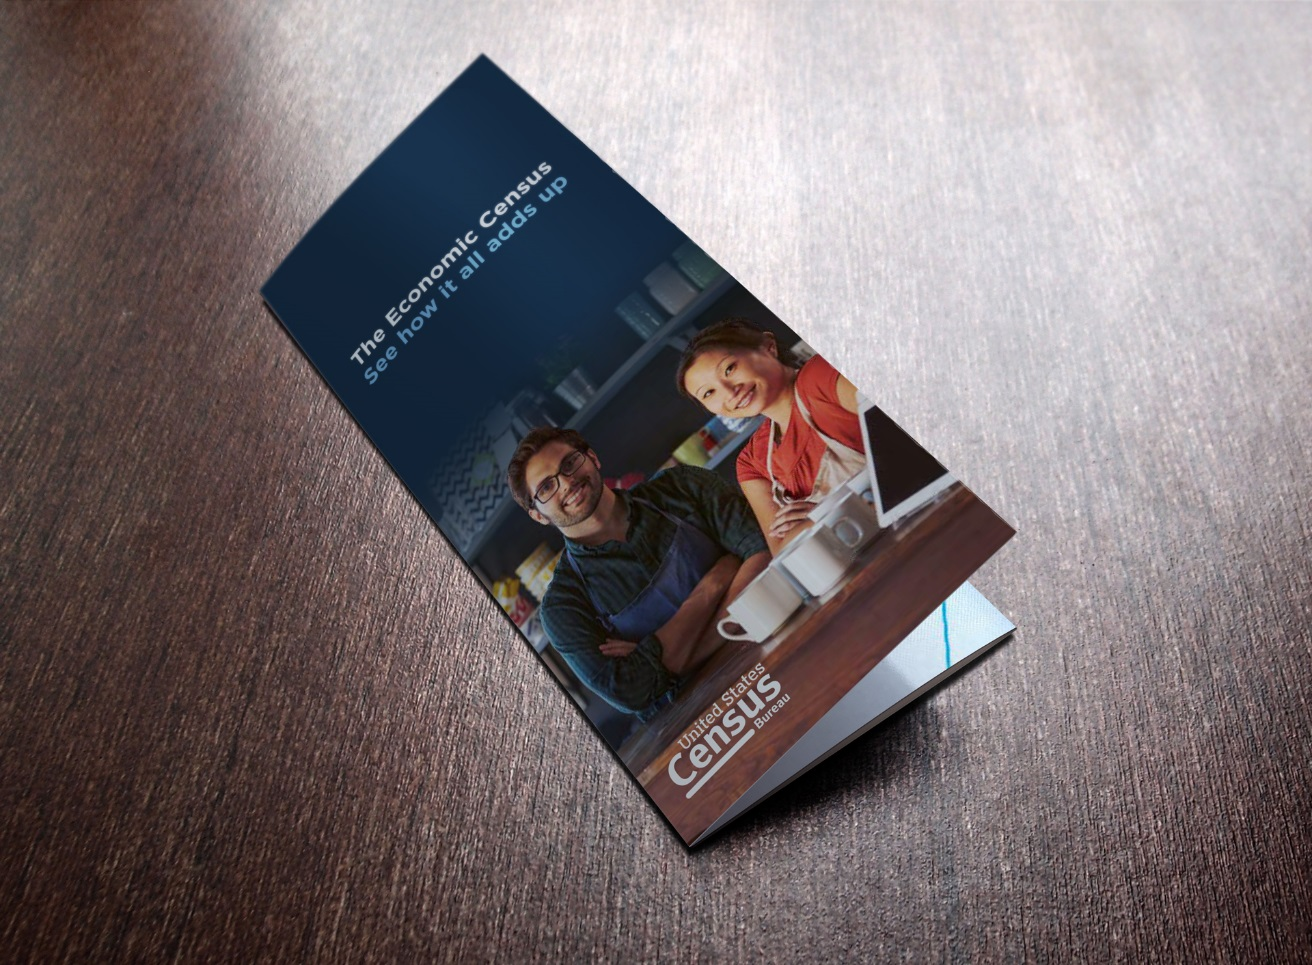 The Economic Census
See how it all adds up
United States
Census
Bureau